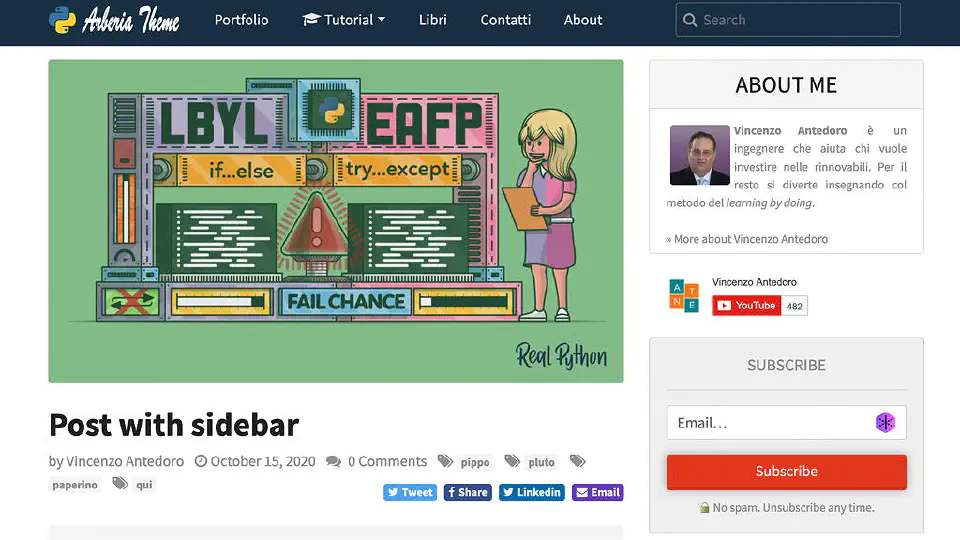 Arberia Theme
Portfolio
Tutorial
Libri
Contatti
About
Search
LBYL
EAFP
if...else
try...except
FAIL CHANCE
Real Python
Post with sidebar
by Vincenzo Antedoro October 15, 2020 0 Comments pippo pluto
paperino qui
Tweet
Share
Linkedin
Email
ABOUT ME
Vincenzo Antedoro è un
ingegnere che aiuta chi vuole
investire nelle rinnovabili. Per il
resto si diverte insegnando col
metodo del learning by doing.
» More about Vincenzo Antedoro
A T N E
Vincenzo Antedoro
YouTube 482
SUBSCRIBE
Email...
Subscribe
No spam. Unsubscribe any time.